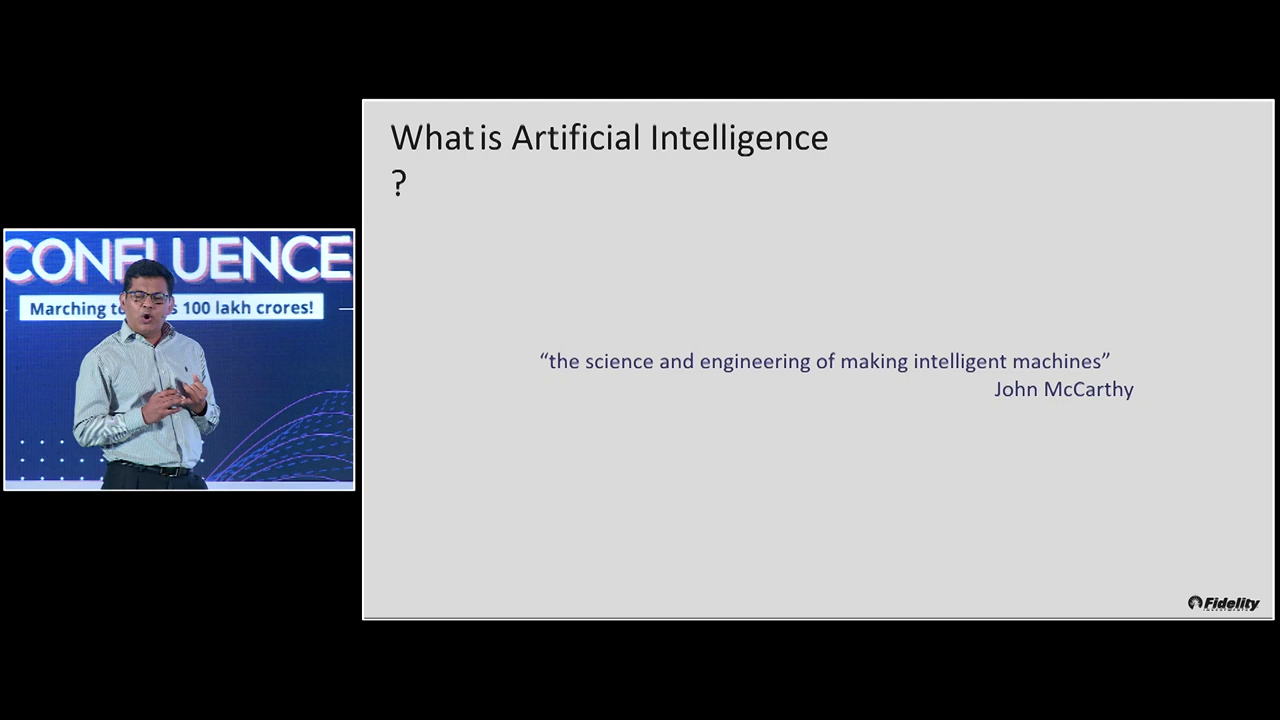 CONFLUENCE
Marching to s 100 lakh crores!
What is Artificial Intelligence
?
“the science and engineering of making intelligent machines”
John McCarthy
Fidelity
INVESTMENTS